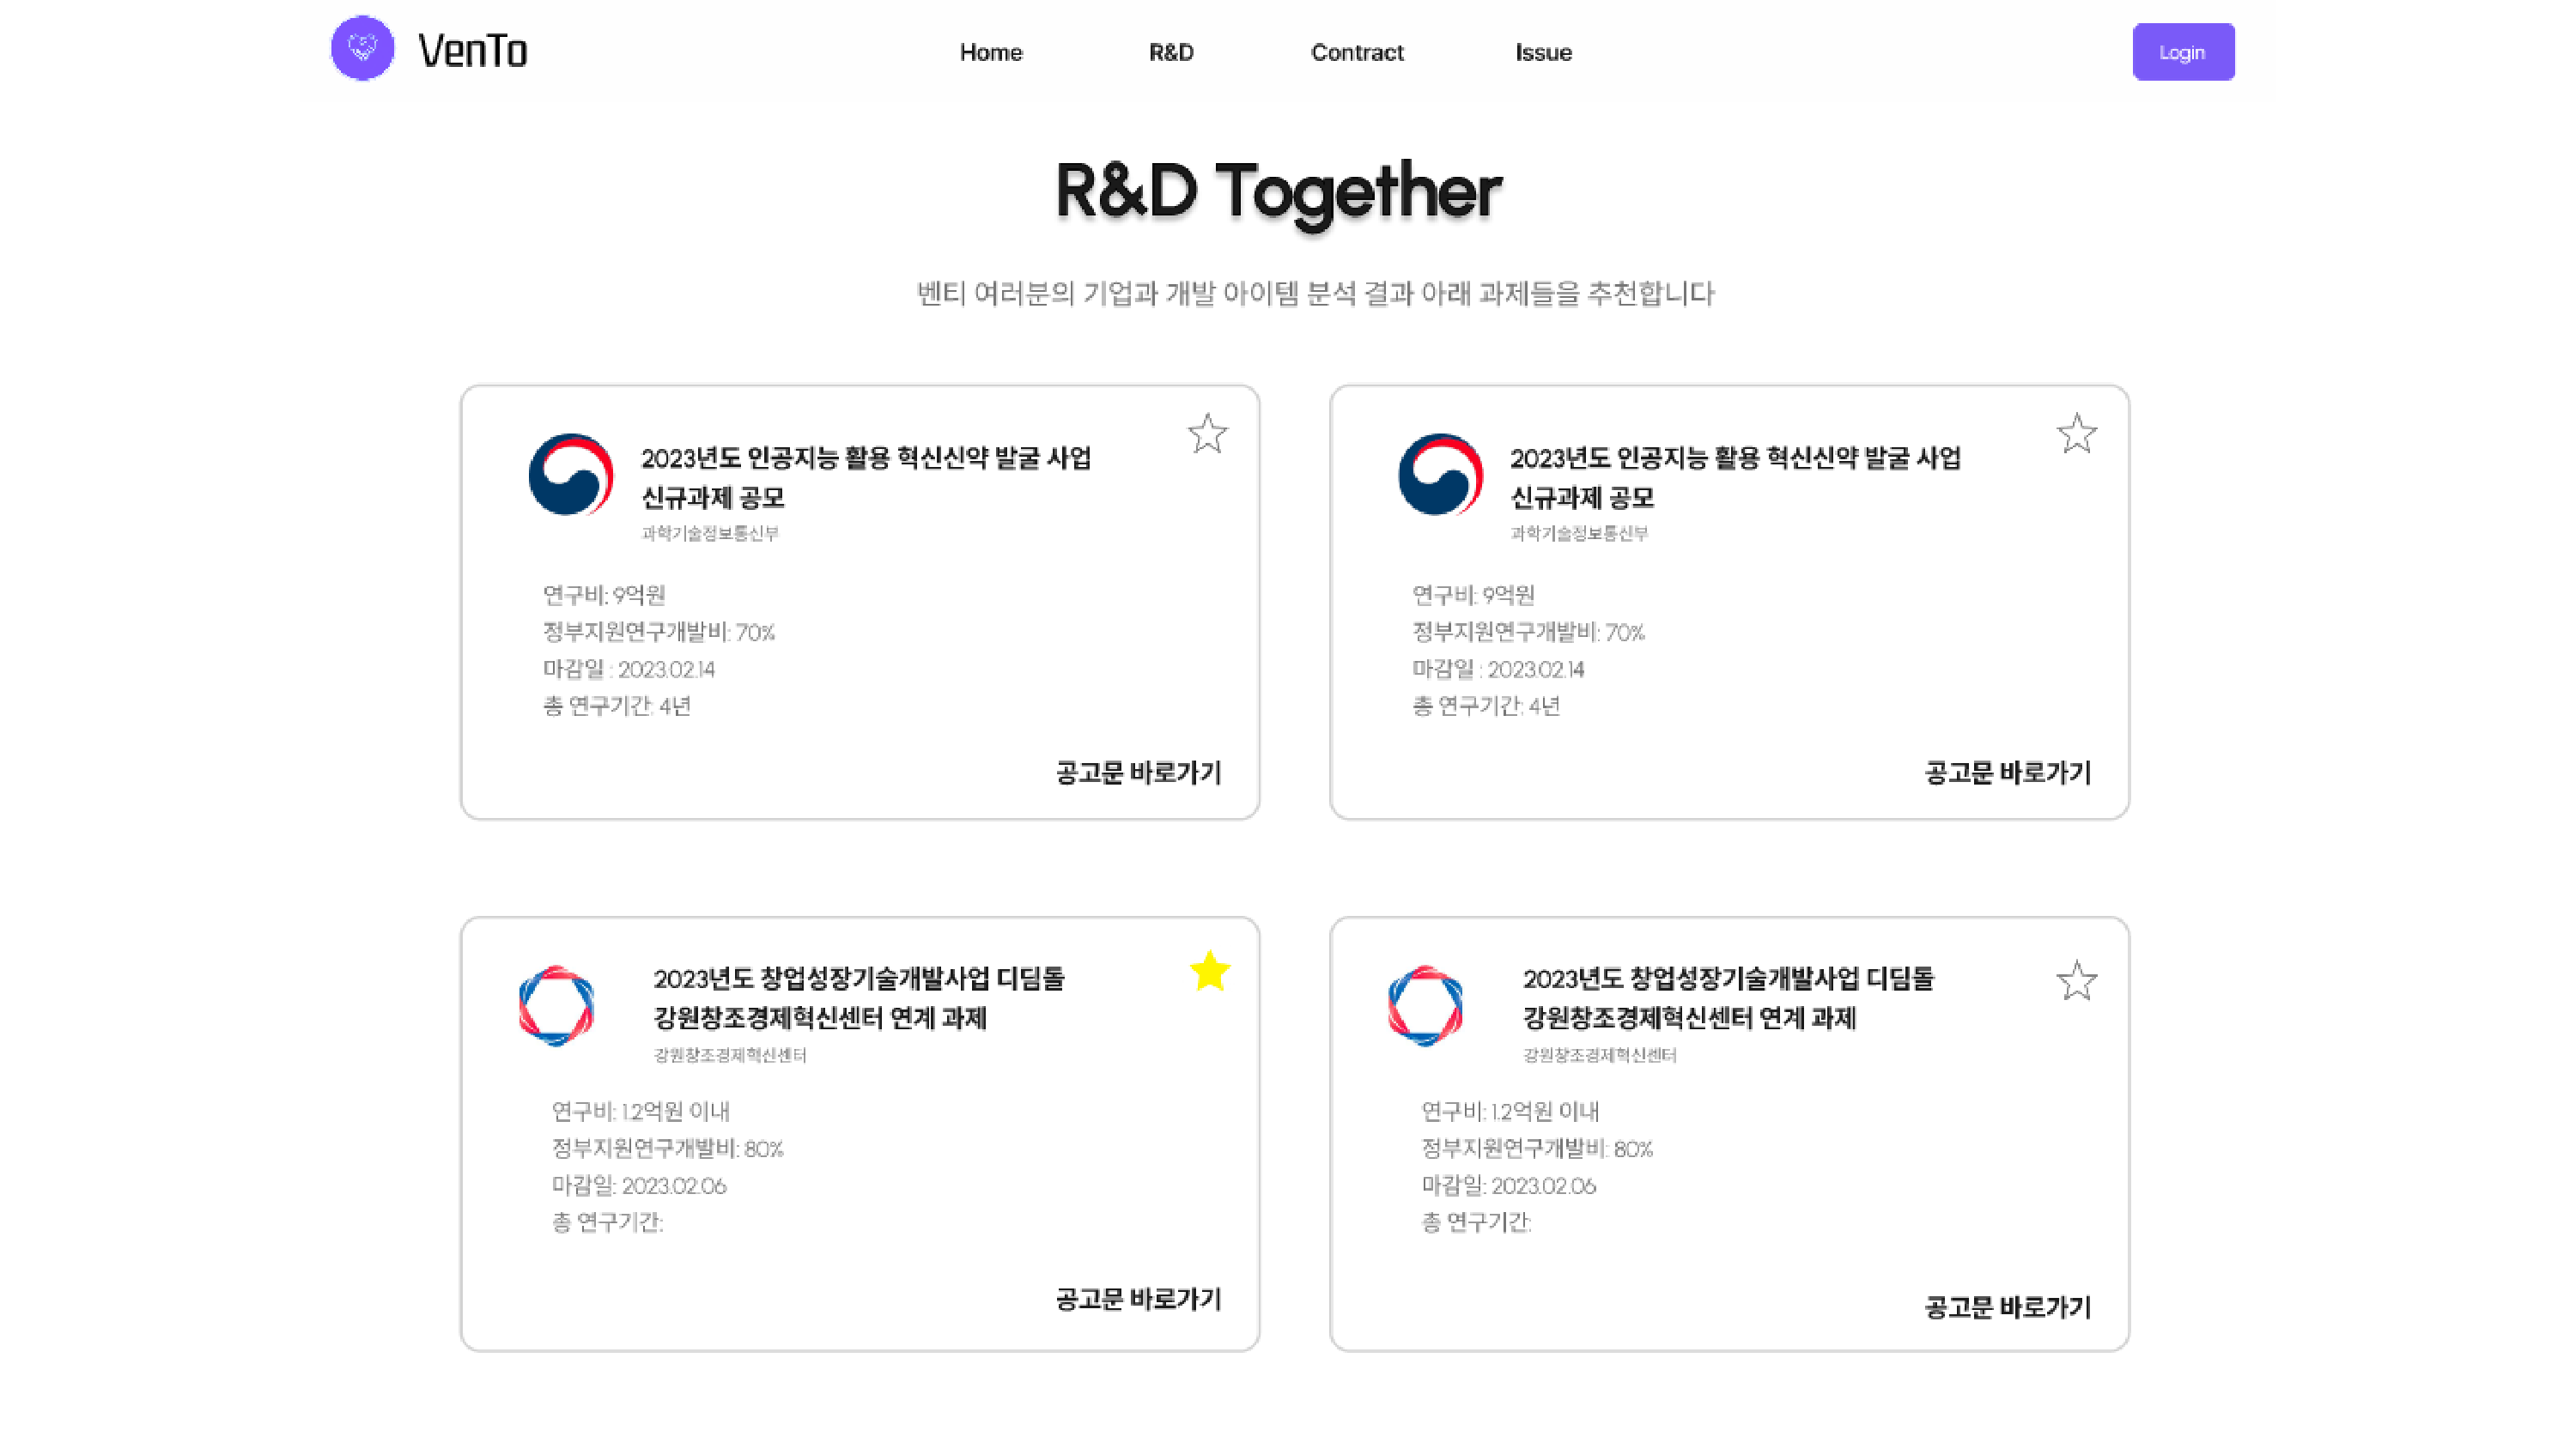 VenTo
Home
R&D
Contract
Issue
Login
R&D Together
벤티 여러분의 기업과 개발 아이템 분석 결과 아래 과제들을 추천합니다
2023년도 인공지능 활용 혁신신약 발굴 사업
신규과제 공모
과학기술정보통신부
연구비: 9억원
정부지원연구개발비: 70%
마감일 : 2023.02.14
총 연구기간: 4년
공고문 바로가기
2023년도 인공지능 활용 혁신신약 발굴 사업
신규과제 공모
과학기술정보통신부
연구비: 9억원
정부지원연구개발비: 70%
마감일 : 2023.02.14
총 연구기간: 4년
공고문 바로가기
2023년도 창업성장기술개발사업 디딤돌
강원창조경제혁신센터 연계 과제
강원창조경제혁신센터
연구비: 1.2억원 이내
정부지원연구개발비: 80%
마감일: 2023.02.06
총 연구기간:
공고문 바로가기
2023년도 창업성장기술개발사업 디딤돌
강원창조경제혁신센터 연계 과제
강원창조경제혁신센터
연구비: 1.2억원 이내
정부지원연구개발비: 80%
마감일: 2023.02.06
총 연구기간:
공고문 바로가기